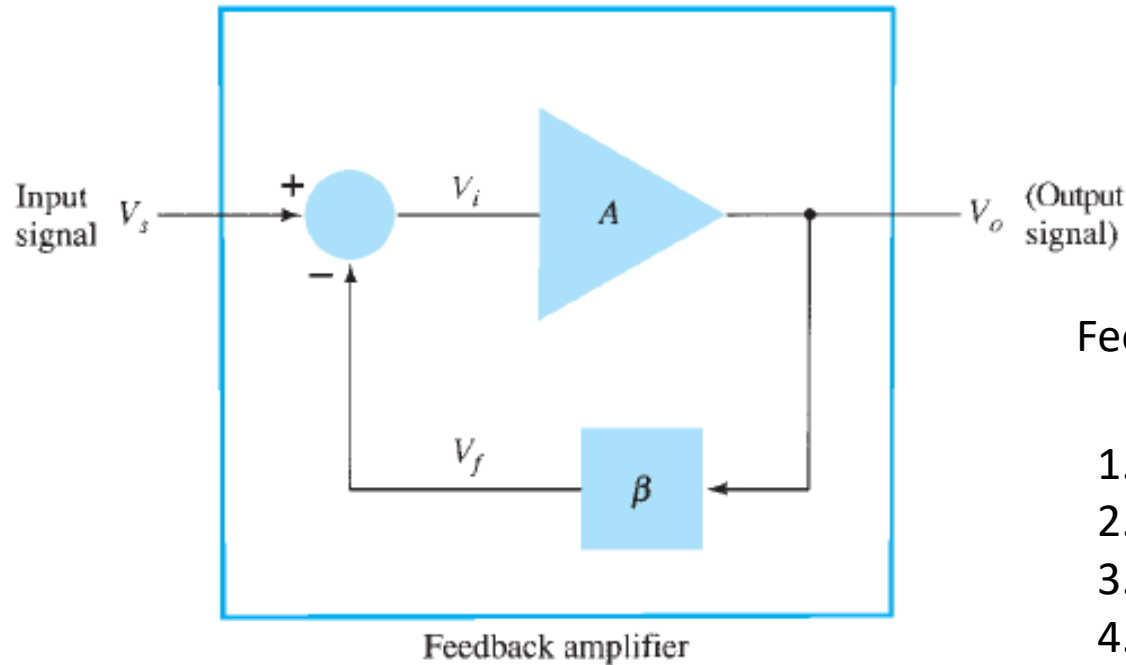 +
Input
signal
V_s
V_i
A
V_o
(Output
signal)
−
V_f
β
Feedback amplifier
1.
2.
3.
4.